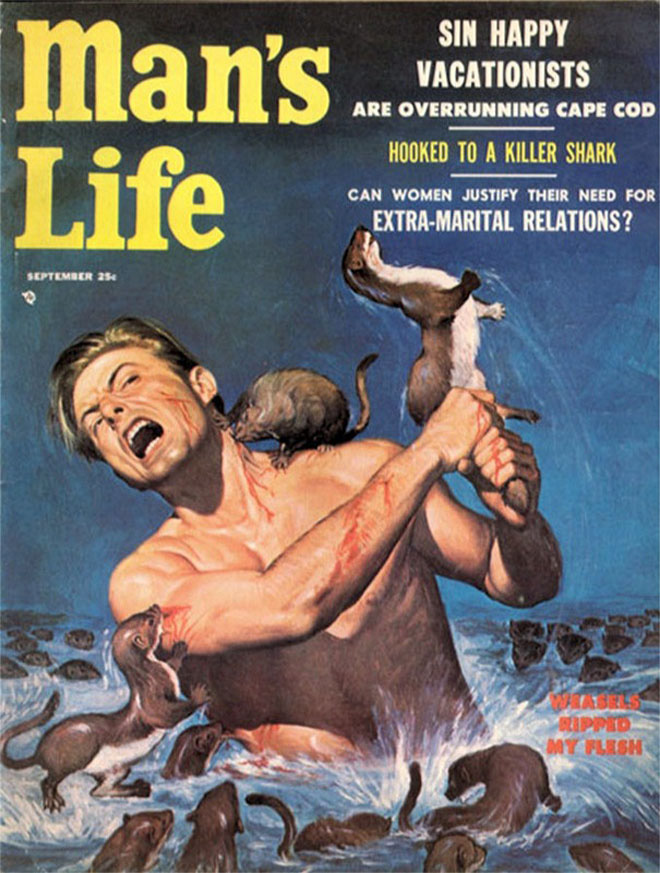 Man's
Life
SEPTEMBER 25c
SIN HAPPY
VACATIONISTS
ARE OVERRUNNING CAPE COD
HOOKED TO A KILLER SHARK
CAN WOMEN JUSTIFY THEIR NEED FOR
EXTRA-MARITAL RELATIONS?
WEASELS
RIPPED
MY FLESH